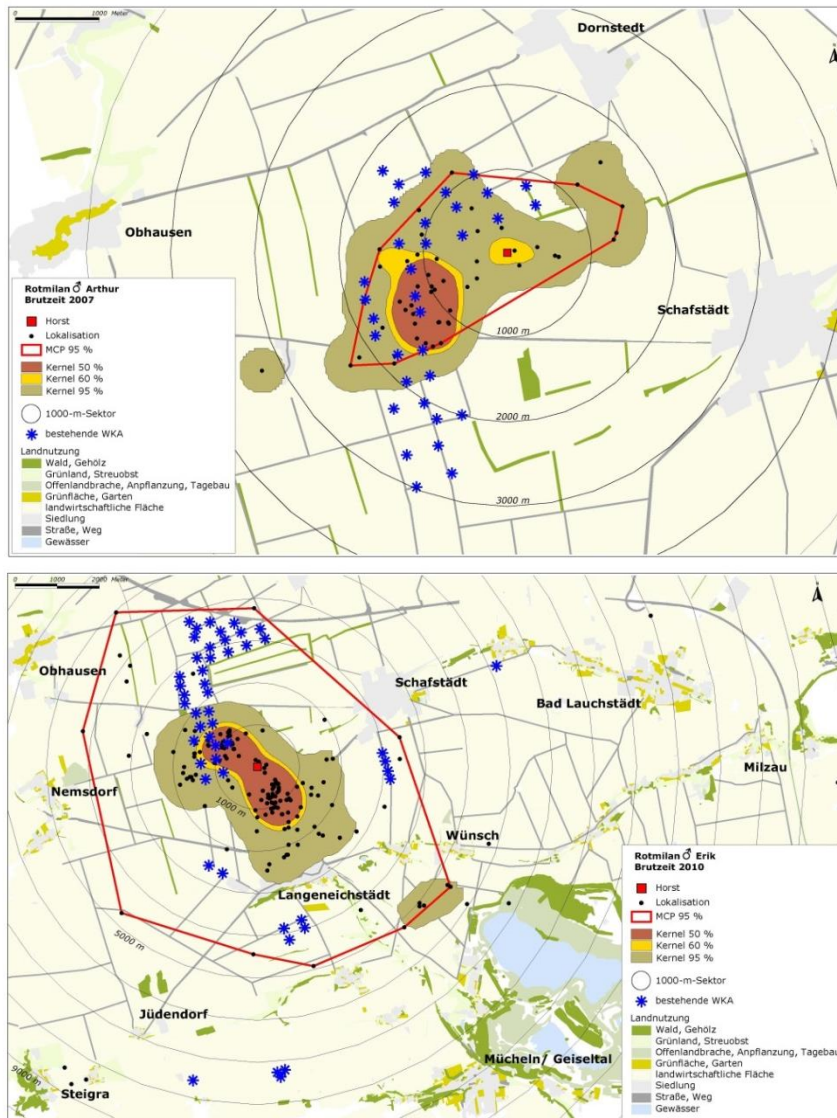 0 1000 Meter
Dornstedt
Obhausen
Schafstädt
1000 m
2000 m
3000 m
Rotmilan ♂ Arthur
Brutzeit 2007
Horst
Lokalisation
MCP 95 %
Kernel 50 %
Kernel 60 %
Kernel 95 %
1000-m-Sektor
bestehende WKA
Landnutzung
Wald, Gehölz
Grünland, Streuobst
Offenlandbrache, Anpflanzung, Tagebau
Grünfläche, Garten
landwirtschaftliche Fläche
Siedlung
Straße, Weg
Gewässer
0 1000 2000 Meter
Obhausen
Schafstädt
Bad Lauchstädt
Milzau
Nemsdorf
1000 m
Wünsch
Langeneichstädt
5000 m
Jüdendorf
Mücheln/ Geiseltal
9000 m
Steigra
Rotmilan ♂ Erik
Brutzeit 2010
Horst
Lokalisation
MCP 95 %
Kernel 50 %
Kernel 60 %
Kernel 95 %
1000-m-Sektor
bestehende WKA
Landnutzung
Wald, Gehölz
Grünland, Streuobst
Offenlandbrache, Anpflanzung, Tagebau
Grünfläche, Garten
landwirtschaftliche Fläche
Siedlung
Straße, Weg
Gewässer